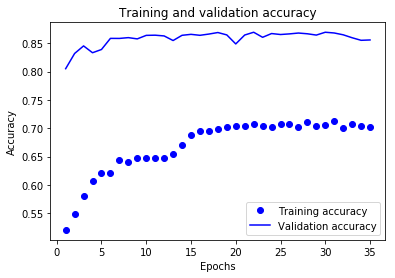 Training and validation accuracy
Accuracy
0.85
0.80
0.75
0.70
0.65
0.60
0.55
Training accuracy
Validation accuracy
0 5 10 15 20 25 30 35
Epochs